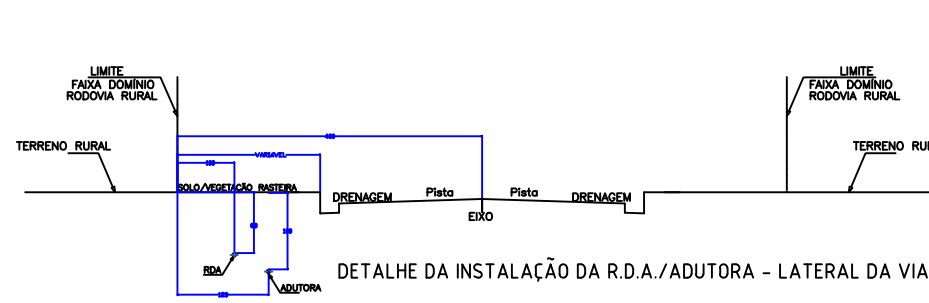 LIMITE
FAIXA DOMÍNIO
RODOVIA RURAL
LIMITE
FAIXA DOMÍNIO
RODOVIA RURAL
TERRENO RURAL
VARIÁVEL
TERRENO
SOLO/VEGETAÇÃO RASTEIRA
DRENAGEM
Pista
Pista
DRENAGEM
EIXO
RDA
ADUTORA
DETALHE DA INSTALAÇÃO DA R.D.A./ADUTORA - LATERAL DA VIA